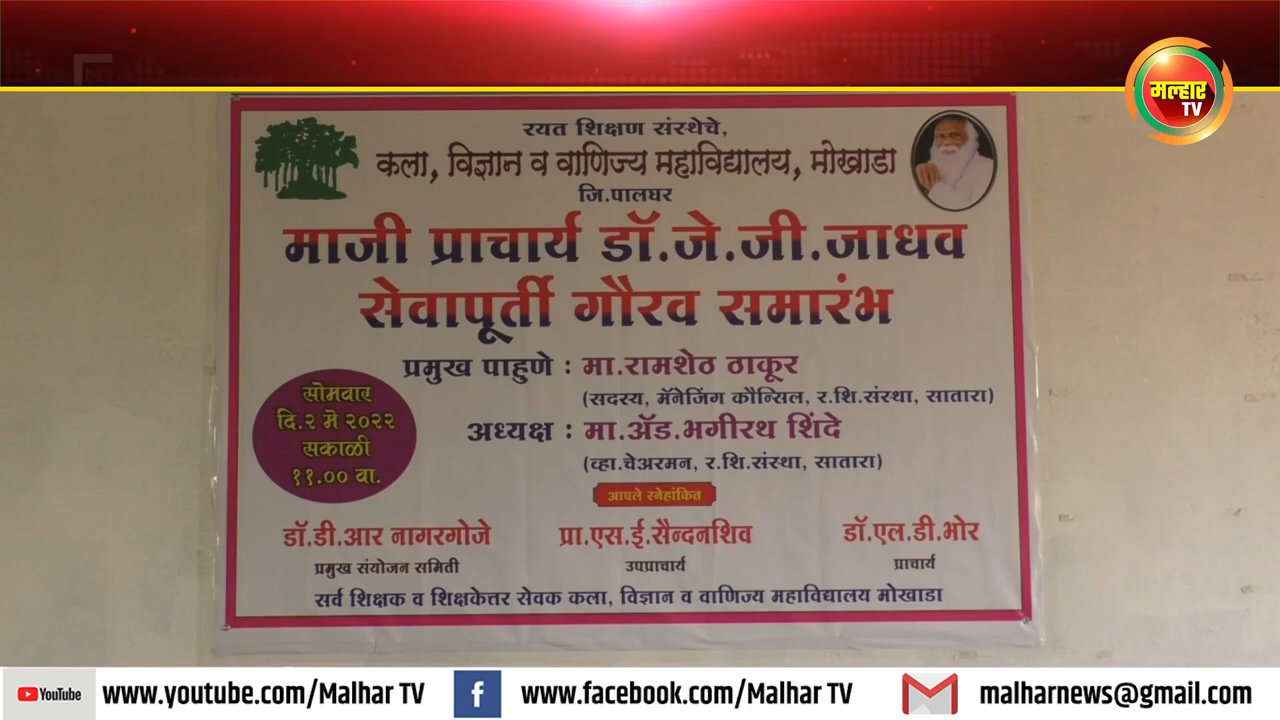 मल्हार
TV
रयत शिक्षण संस्थेचे,
कला, विज्ञान व वाणिज्य महाविद्यालय, मोखाडा
जि.पालघर
माजी प्राचार्य डॉ.जे.जी.जाधव
सेवापूर्ती गौरव समारंभ
प्रमुख पाहुणे : मा.रामशेठ ठाकूर
(सदस्य, मॅनेजिंग कौन्सिल, र.शि.संस्था, सातारा)
सोमवार
दि.२ मे २०२२
सकाळी
११.०० वा.
अध्यक्ष : मा.ॲड.भगीरथ शिंदे
(व्हा.चेअरमन, र.शि.संस्था, सातारा)
आपले स्नेहांकित
डॉ.डी.आर नागरगोजे प्रा.एस.ई.सैन्दनशिव डॉ.एल.डी.भोर
प्रमुख संयोजन समिती उपप्राचार्य प्राचार्य
सर्व शिक्षक व शिक्षकेत्तर सेवक कला, विज्ञान व वाणिज्य महाविद्यालय मोखाडा
YouTube www.youtube.com/Malhar TV f www.facebook.com/Malhar TV malharnews@gmail.com